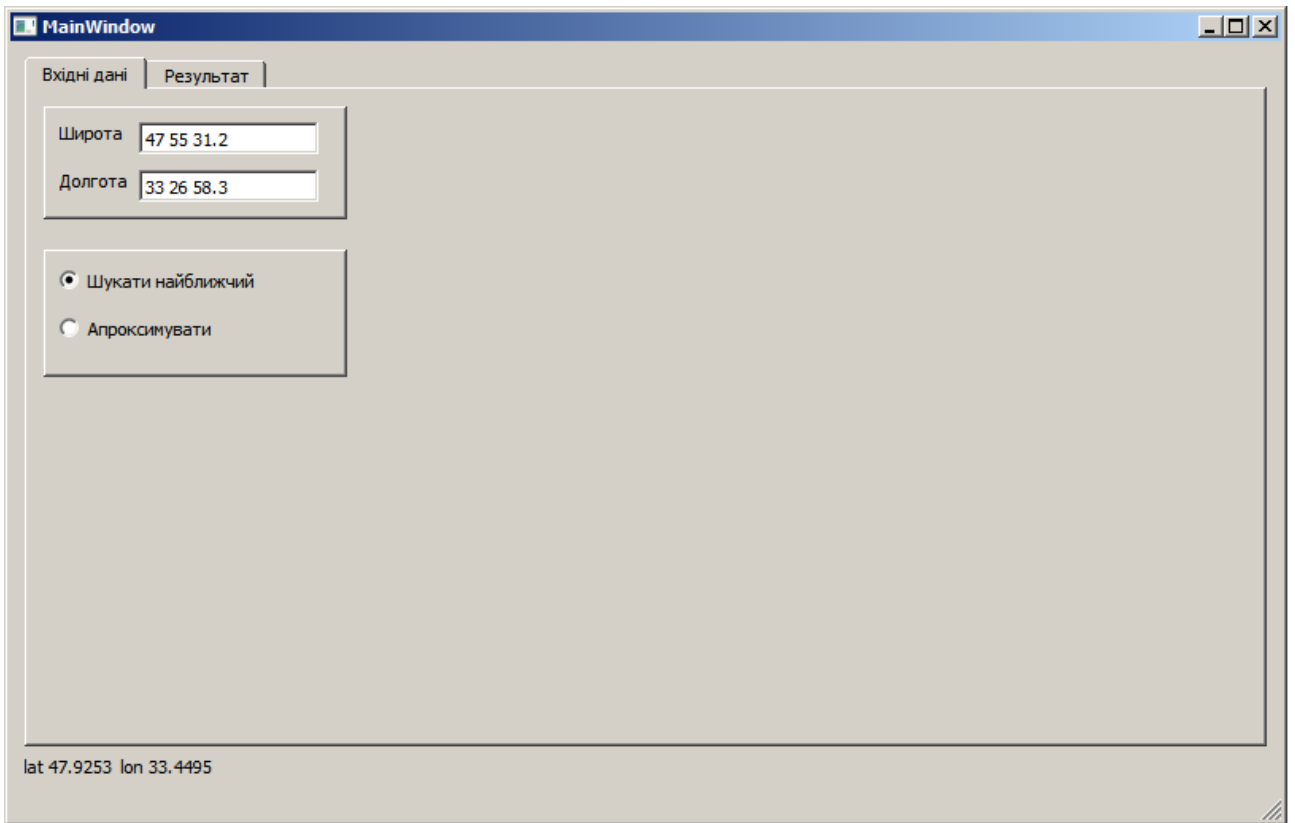 MainWindow
Вхідні дані Результат
Широта 47 55 31.2
Долгота 33 26 58.3
Шукати найближчий
Апроксимувати
lat 47.9253 lon 33.4495